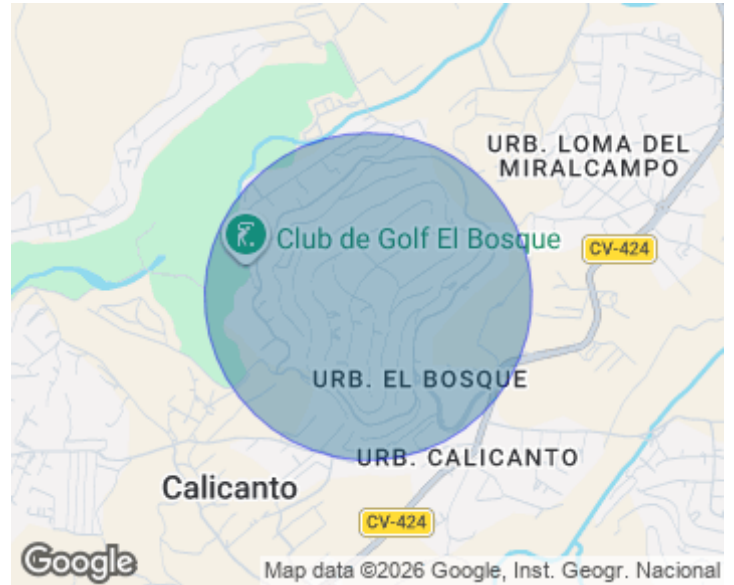 URB. LOMA DEL
MIRALCAMPO
Club de Golf El Bosque
CV-424
URB. EL BOSQUE
URB. CALICANTO
Calicanto
CV-424
Google
Map data ©2026 Google, Inst. Geogr. Nacional